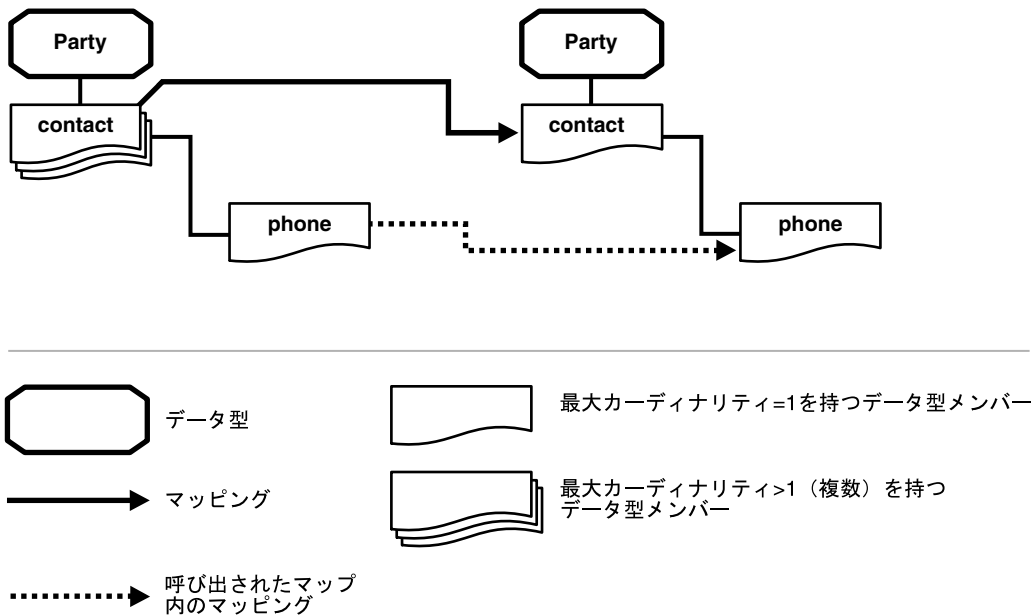 Party
Party
contact
contact
phone
phone
データ型
最大カーディナリティ=1を持つデータ型メンバー
マッピング
最大カーディナリティ>1（複数）を持つ
データ型メンバー
呼び出されたマップ
内のマッピング